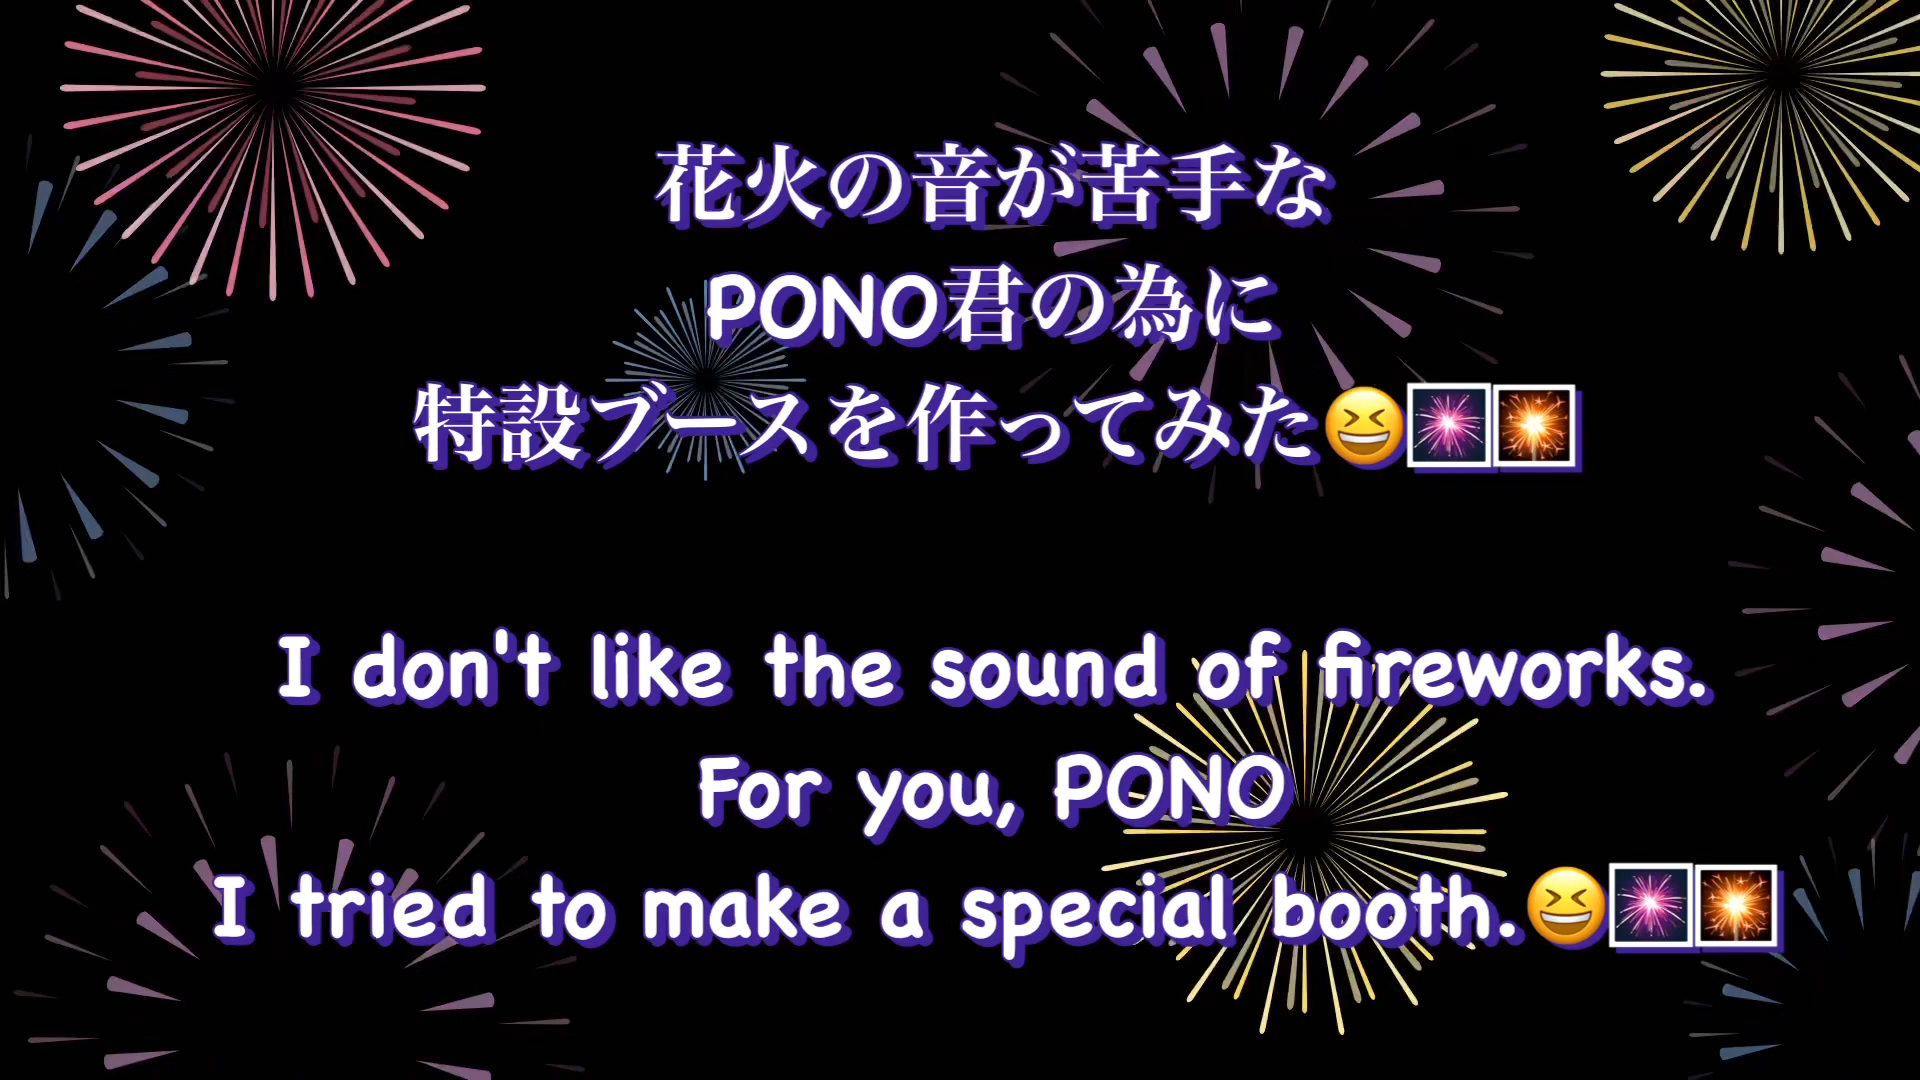 花火の音が苦手な
PONO君の為に
特設ブースを作ってみた😆🎆🎇
I don't like the sound of fireworks.
For you, PONO
I tried to make a special booth.😆🎆🎇